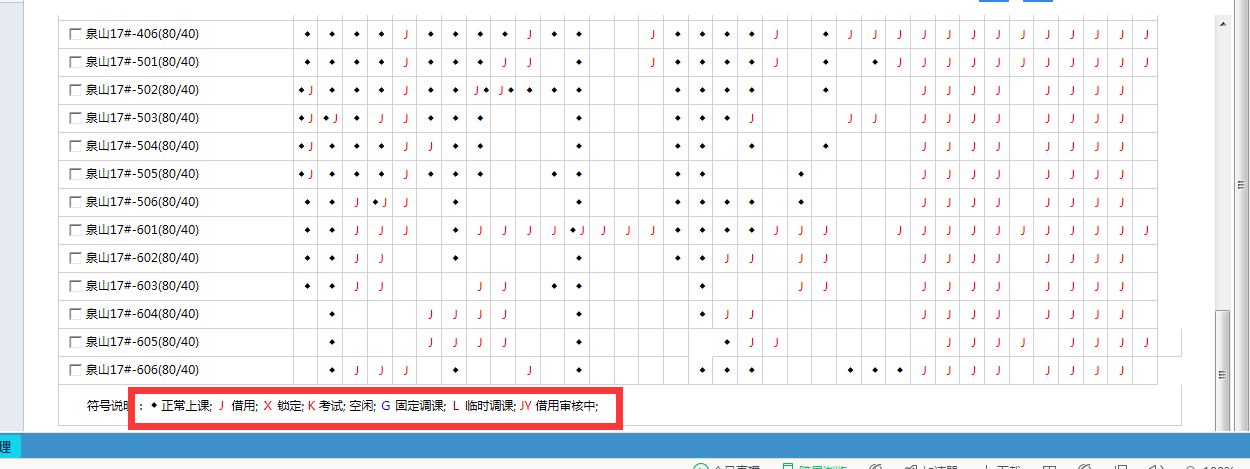 泉山17#-406(80/40) ◆ ◆ ◆ ◆ J ◆ ◆ ◆ ◆ J ◆ ◆ J ◆ ◆ ◆ ◆ J ◆ J J J J J J J J J J J J J
泉山17#-501(80/40) ◆ ◆ ◆ ◆ J ◆ ◆ ◆ J J ◆ J ◆ ◆ ◆ ◆ J ◆ ◆ J J J J J J J J J J J
泉山17#-502(80/40) ◆J ◆ ◆ ◆ J ◆ ◆ J◆ J◆ ◆ ◆ ◆ ◆ ◆ ◆ ◆ ◆ J J J J J J J J
泉山17#-503(80/40) ◆J ◆J ◆ J J ◆ ◆ ◆ ◆ ◆ ◆ ◆ J J J J J J J J J J J
泉山17#-504(80/40) ◆J ◆ ◆ ◆ J J ◆ ◆ ◆ ◆ ◆ ◆ ◆ J J J J J J J J
泉山17#-505(80/40) ◆J ◆ ◆ ◆ J ◆ ◆ ◆ ◆ ◆ ◆ ◆ ◆ J J J J J J J J
泉山17#-506(80/40) ◆ ◆ J ◆J J ◆ ◆ ◆ ◆ ◆ ◆ ◆ J J J J J J J J
泉山17#-601(80/40) ◆ ◆ J J J ◆ J J J J ◆J J J J ◆ ◆ ◆ ◆ J J J J J J J J J J J J J J
泉山17#-602(80/40) ◆ ◆ J J ◆ ◆ ◆ ◆ J J J J J J J J J J J J
泉山17#-603(80/40) ◆ ◆ J J J J ◆ ◆ ◆ J J J J J J J J J J
泉山17#-604(80/40) ◆ J J J J ◆ ◆ J J J J J J J J J J
泉山17#-605(80/40) ◆ J J J J ◆ ◆ J J J J J J J J J J J
泉山17#-606(80/40) ◆ J J J ◆ J ◆ ◆ ◆ ◆ ◆ ◆ ◆ J J J J J J J J
符号说明：◆ 正常上课; J 借用; X 锁定; K 考试; 空闲; G 固定调课; L 临时调课; JY 借用审核中;
理